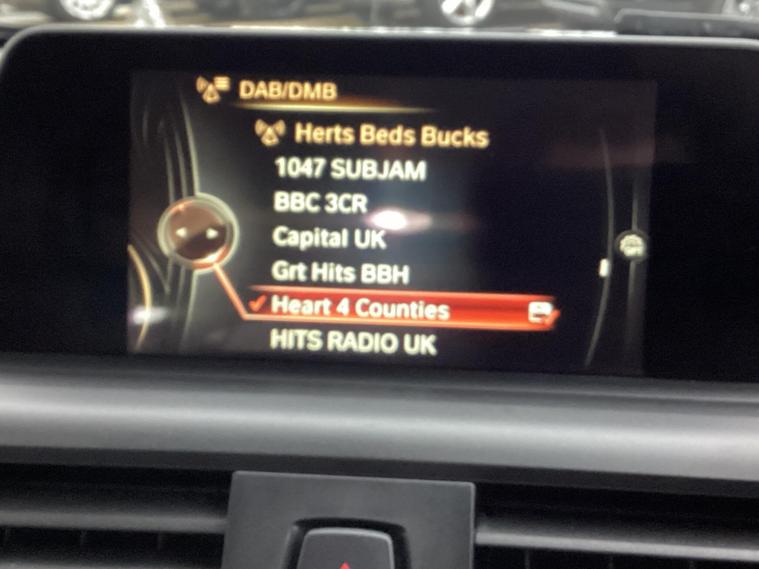 DAB/DMB
Herts Beds Bucks
1047 SUBJAM
BBC 3CR
Capital UK
Grt Hits BBH
Heart 4 Counties
HITS RADIO UK